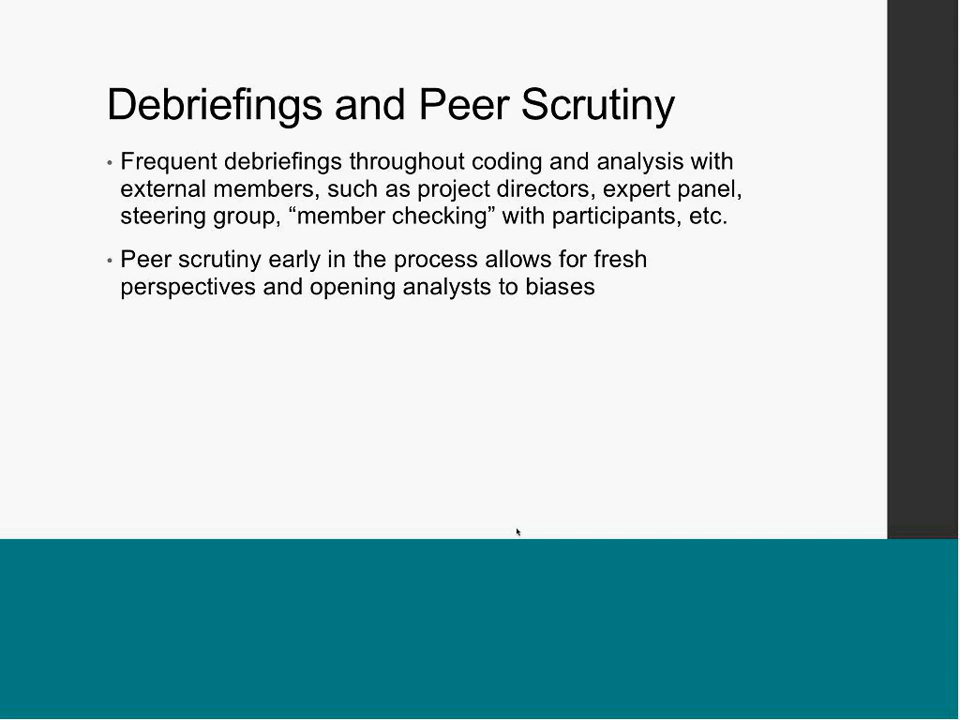 Debriefings and Peer Scrutiny
• Frequent debriefings throughout coding and analysis with
external members, such as project directors, expert panel,
steering group, “member checking” with participants, etc.
• Peer scrutiny early in the process allows for fresh
perspectives and opening analysts to biases